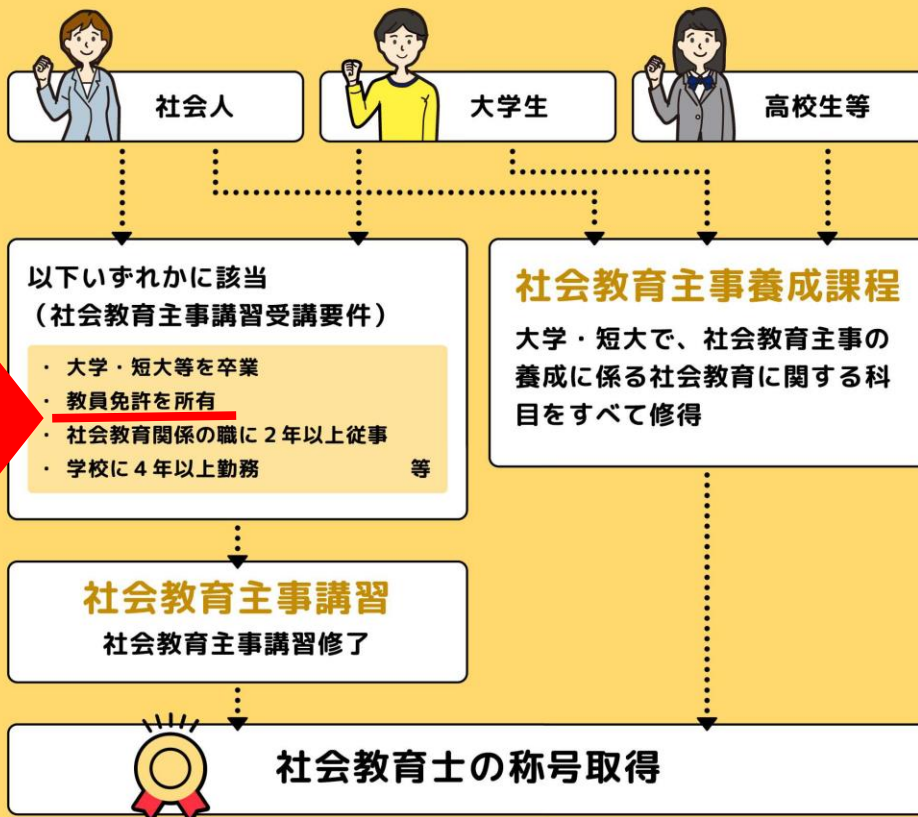 社会人
大学生
高校生等
以下いずれかに該当
（社会教育主事講習受講要件）
・ 大学・短大等を卒業
・ 教員免許を所有
・ 社会教育関係の職に２年以上従事
・ 学校に４年以上勤務 等
社会教育主事養成課程
大学・短大で、社会教育主事の
養成に係る社会教育に関する科
目をすべて修得
社会教育主事講習
社会教育主事講習修了
社会教育士の称号取得